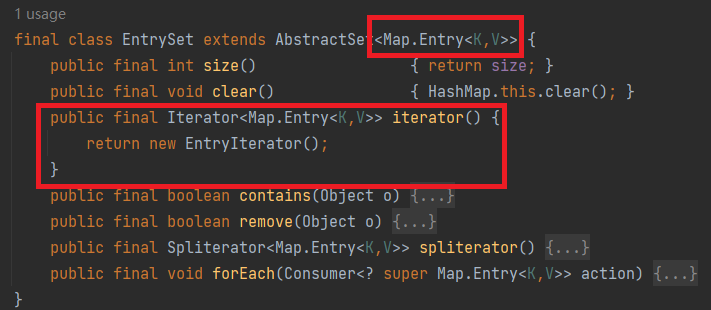 1 usage
final class EntrySet extends AbstractSet<Map.Entry<K,V>> {
public final int size() { return size; }
public final void clear() { HashMap.this.clear(); }
public final Iterator<Map.Entry<K,V>> iterator() {
return new EntryIterator();
}
public final boolean contains(Object o) {...}
public final boolean remove(Object o) {...}
public final Spliterator<Map.Entry<K,V>> spliterator() {...}
public final void forEach(Consumer<? super Map.Entry<K,V>> action) {...}
}